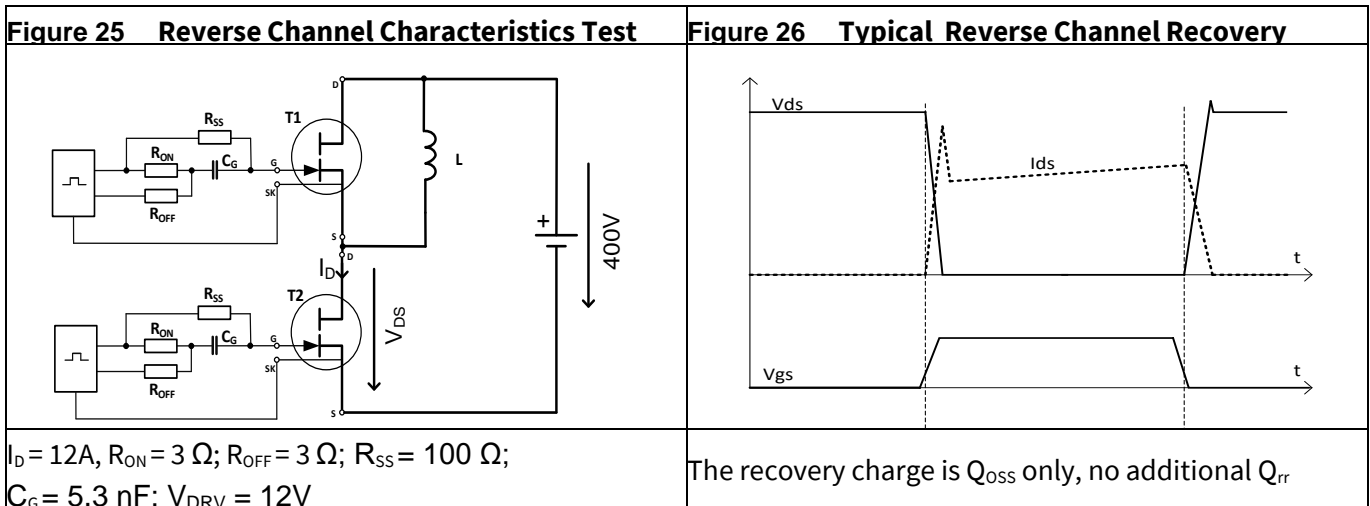 Figure 25 Reverse Channel Characteristics Test
Figure 26 Typical Reverse Channel Recovery
D
RSS
T1
RON
CG
G
L
SK
ROFF
S
D
ID
+
400V
RSS
T2
RON
CG
G
VDS
SK
ROFF
S
Vds
Ids
t
Vgs
t
ID = 12A, RON = 3 Ω; ROFF = 3 Ω; RSS = 100 Ω;
CG = 5.3 nF; VDRV = 12V
The recovery charge is QOSS only, no additional Qrr